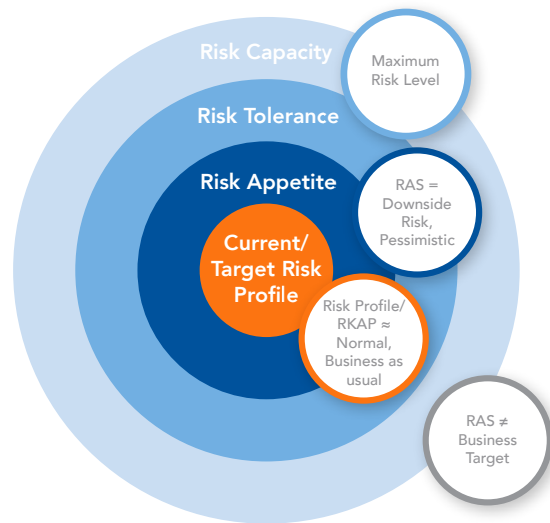 Risk Capacity
Maximum
Risk Level
Risk Tolerance
Risk Appetite
RAS =
Downside
Risk,
Pessimistic
Current/
Target Risk
Profile
Risk Profile/
RKAP ≈
Normal,
Business as
usual
RAS ≠
Business
Target